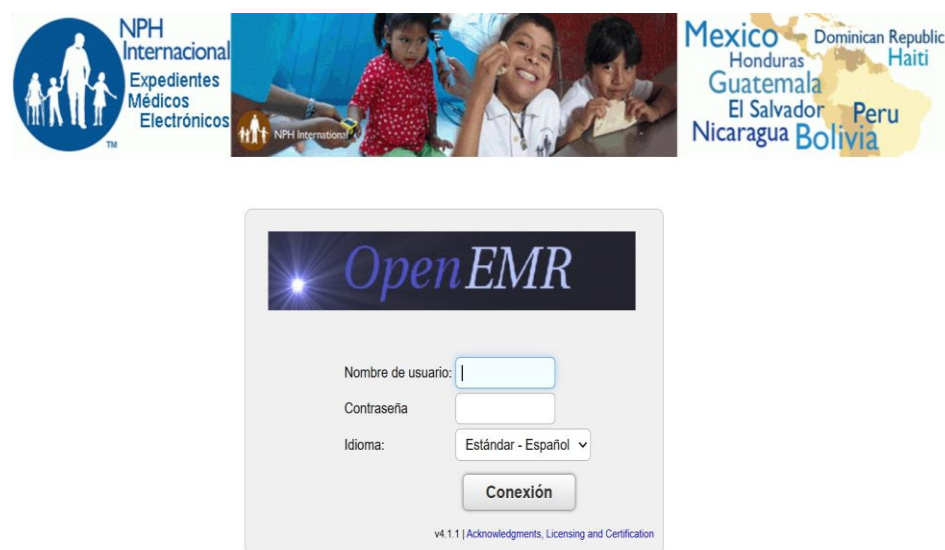 NPH
Internacional
Expedientes
Médicos
Electrónicos
TM
NPH International
Mexico
Dominican Republic
Honduras
Haiti
Guatemala
El Salvador
Peru
Nicaragua
Bolivia
OpenEMR
Nombre de usuario:
Contraseña
Idioma: Estándar - Español
Conexión
v4.1.1 | Acknowledgments, Licensing and Certification